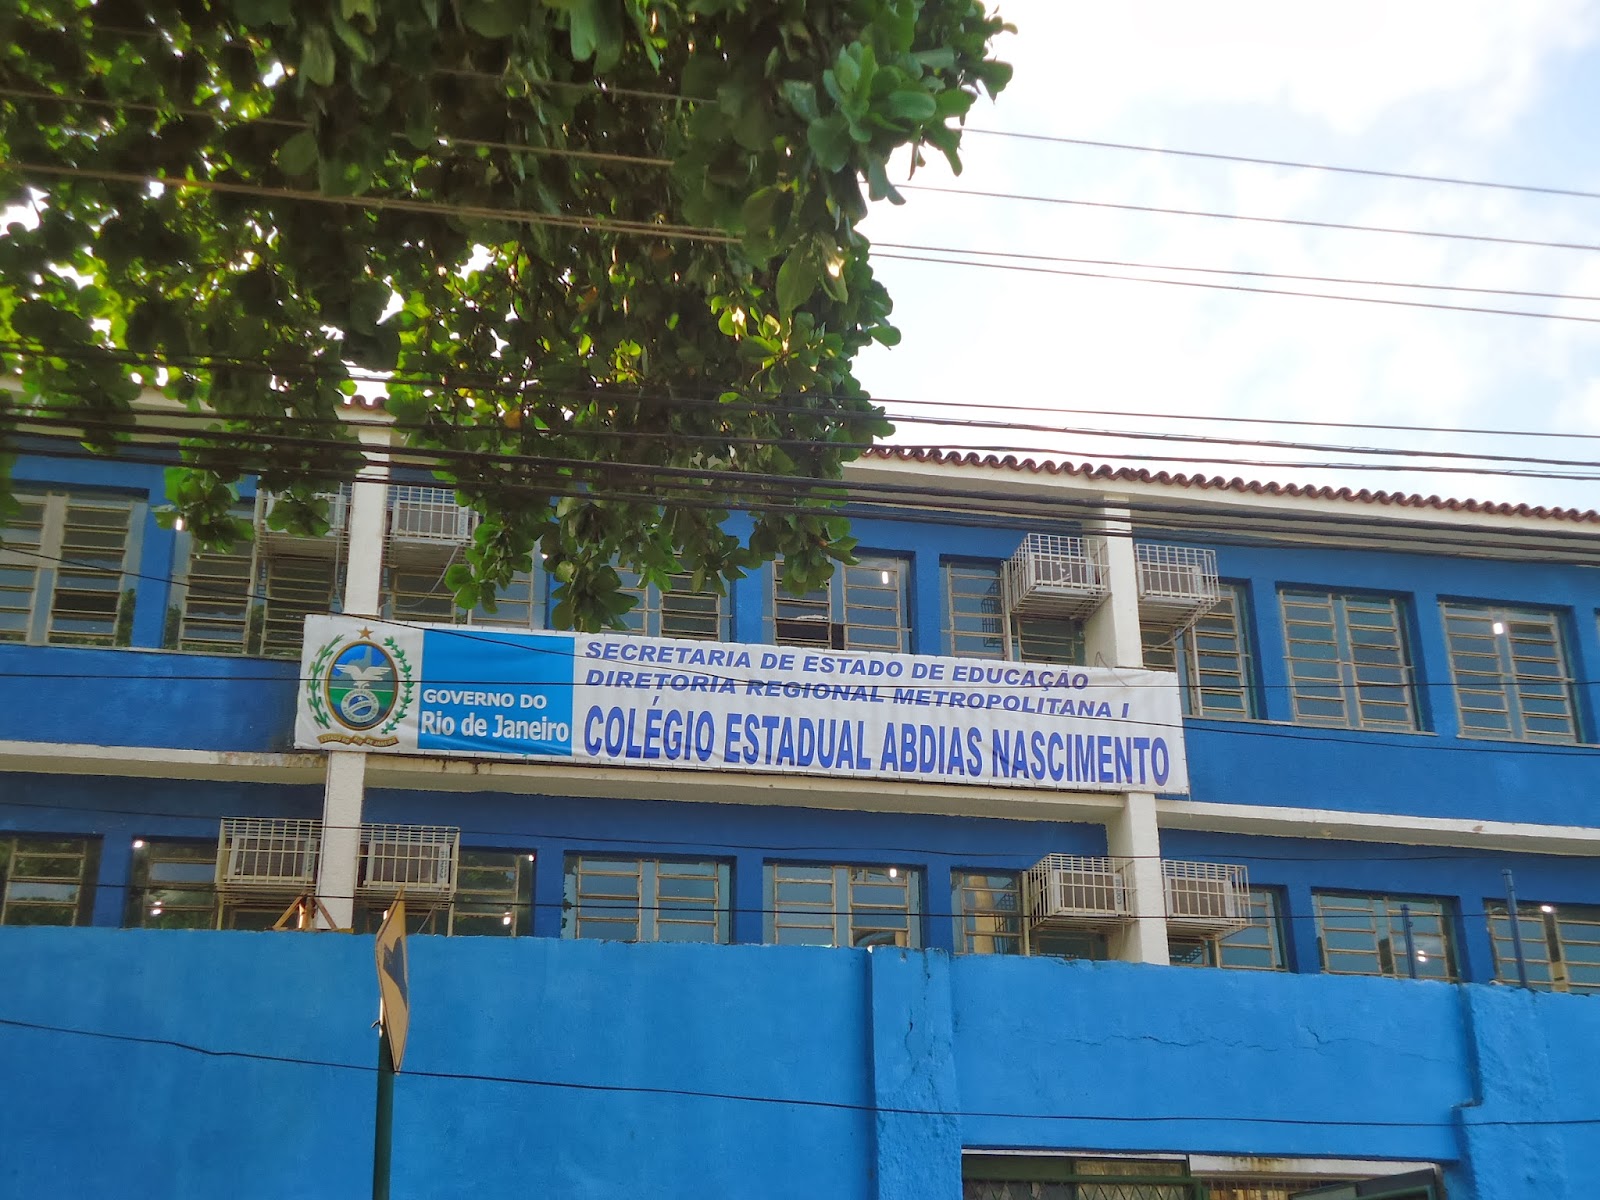 GOVERNO DO
Rio de Janeiro
SECRETARIA DE ESTADO DE EDUCAÇÃO
DIRETORIA REGIONAL METROPOLITANA I
COLÉGIO ESTADUAL ABDIAS NASCIMENTO